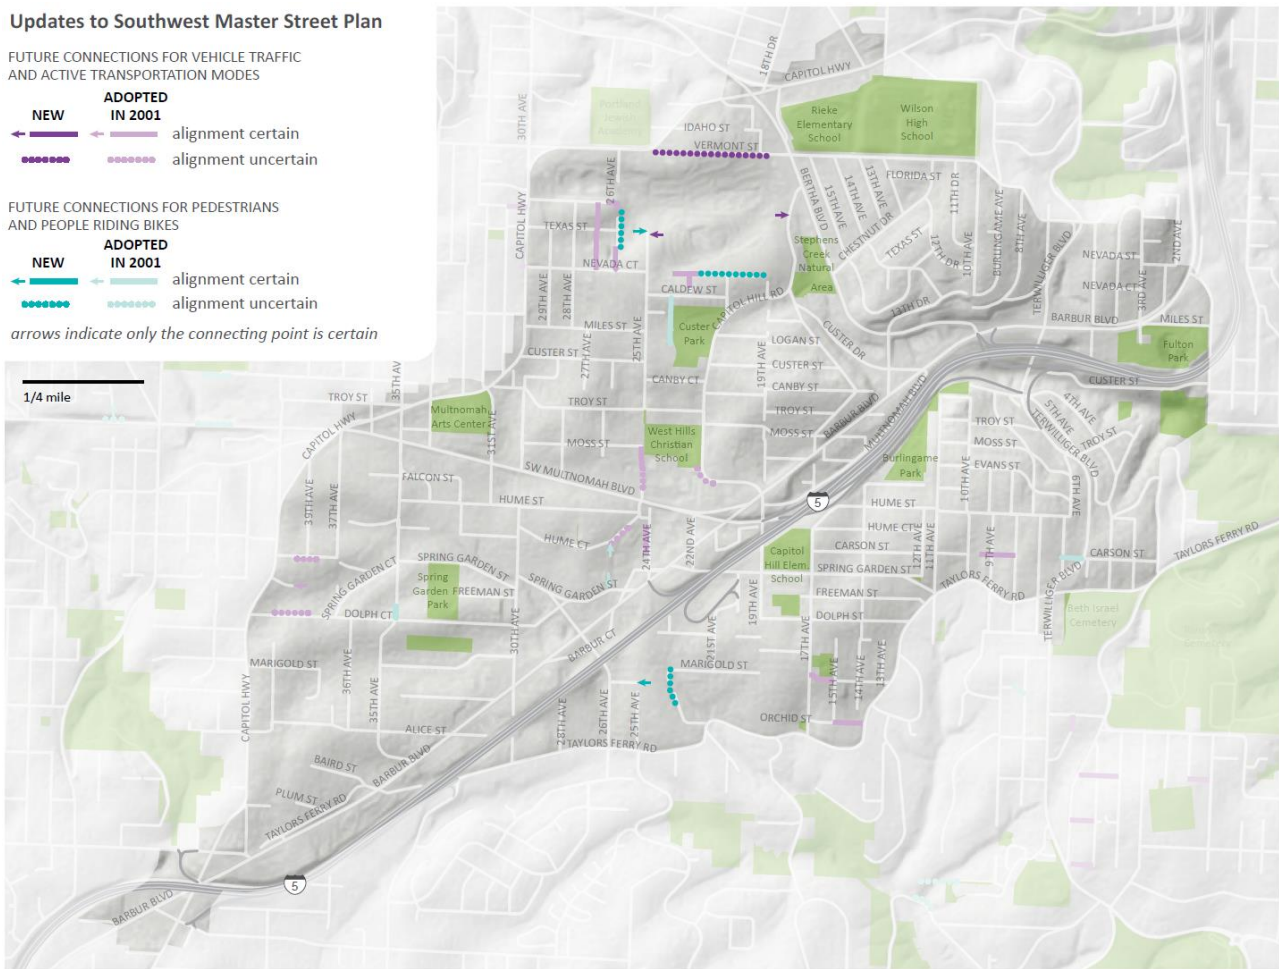 Updates to Southwest Master Street Plan
FUTURE CONNECTIONS FOR VEHICLE TRAFFIC
AND ACTIVE TRANSPORTATION MODES
NEW
ADOPTED
IN 2001
alignment certain
alignment uncertain
FUTURE CONNECTIONS FOR PEDESTRIANS
AND PEOPLE RIDING BIKES
NEW
ADOPTED
IN 2001
alignment certain
alignment uncertain
arrows indicate only the connecting point is certain
1/4 mile
18TH DR
CAPITOL HWY
30TH AVE
Portland
Jewish
Academy
IDAHO ST
VERMONT ST
Rieke
Elementary
School
Wilson
High
School
26TH AVE
CAPITOL HWY
TEXAS ST
NEVADA CT
BERTHA BLVD
15TH AVE
14TH AVE
13TH AVE
FLORIDA ST
CHESTNUT DR
TEXAS ST
12TH DR
11TH DR
10TH AVE
BURLINGAME AVE
8TH AVE
TERWILLIGER BLVD
2ND AVE
NEVADA ST
NEVADA CT
3RD AVE
Stephens
Creek
Natural
Area
29TH AVE
28TH AVE
CALDEW ST
CAPITOL HILL RD
13TH DR
BARBUR BLVD
MILES ST
MILES ST
25TH AVE
Custer
Park
LOGAN ST
CUSTER DR
Fulton
Park
CUSTER ST
27TH AVE
19TH AVE
CUSTER ST
CANBY CT
CANBY ST
CUSTER ST
35TH AV
TROY ST
CAPITOL HWY
Multnomah
Arts Center
31ST AVE
TROY ST
MOSS ST
West Hills
Christian
School
TROY ST
MOSS ST
BARBUR BLVD
MULTNOMAH BLVD
TROY ST
MOSS ST
EVANS ST
10TH AVE
5TH AVE
4TH AVE
TERWILLIGER BLVD
TROY ST
6TH AVE
Burlingame
Park
FALCON ST
SW MULTNOMAH BLVD
HUME ST
39TH AVE
37TH AVE
5
HUME ST
HUME CT
HUME CT
24TH AVE
22ND AVE
Capitol
Hill Elem.
School
CARSON ST
12TH AVE
11TH AVE
9TH AVE
CARSON ST
TAYLORS FERRY RD
SPRING GARDEN CT
SPRING GARDEN ST
SPRING GARDEN ST
SPRING GARDEN ST
TAYLORS FERRY RD
TERWILLIGER BLVD
Spring
Garden
Park
FREEMAN ST
FREEMAN ST
DOLPH CT
DOLPH ST
19TH AVE
Beth Israel
Cemetery
30TH AVE
BARBUR CT
21ST AVE
17TH AVE
MARIGOLD ST
MARIGOLD ST
36TH AVE
35TH AVE
15TH AVE
14TH AVE
13TH AVE
CAPITOL HWY
28TH AVE
26TH AVE
25TH AVE
ORCHID ST
ALICE ST
TAYLORS FERRY RD
BAIRD ST
BARBUR BLVD
PLUM ST
TAYLORS FERRY RD
5
BARBUR BLVD